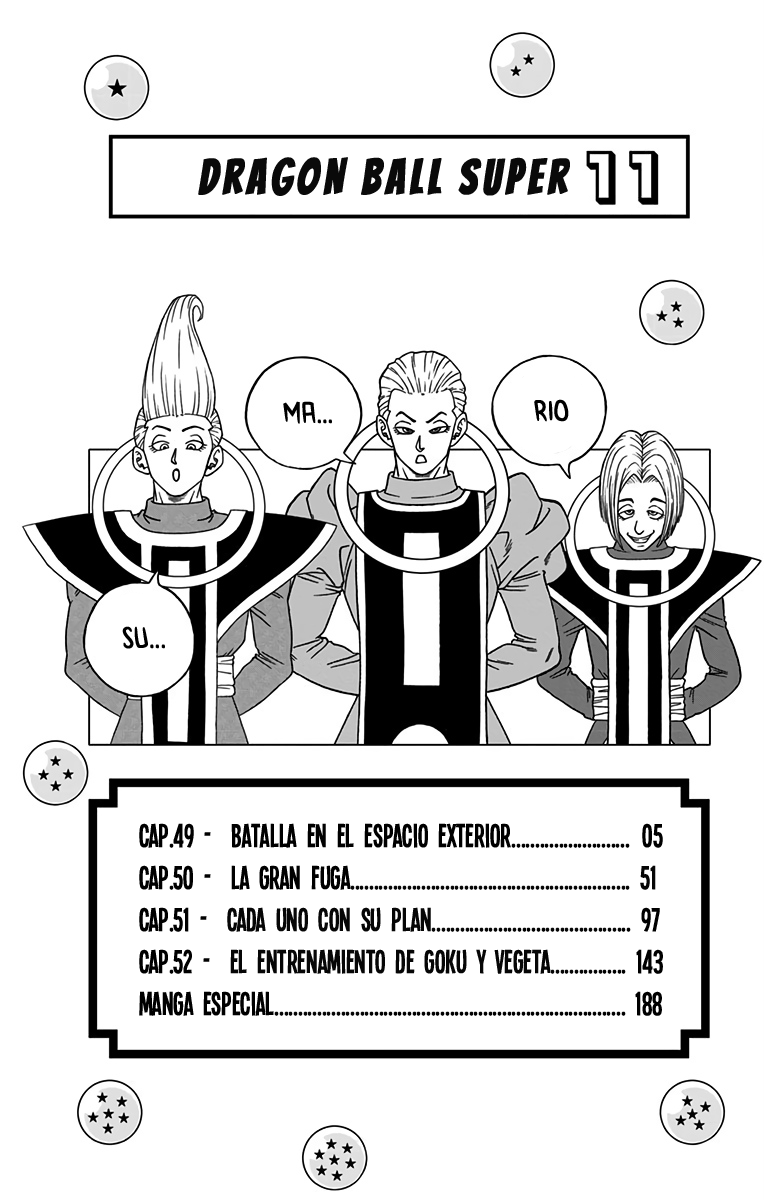 DRAGON BALL SUPER 11
SU...
MA...
RIO
CAP.49 - BATALLA EN EL ESPACIO EXTERIOR.......................... 05
CAP.50 - LA GRAN FUGA............................................................. 51
CAP.51 - CADA UNO CON SU PLAN............................................ 97
CAP.52 - EL ENTRENAMIENTO DE GOKU Y VEGETA................ 143
MANGA ESPECIAL............................................................................. 188